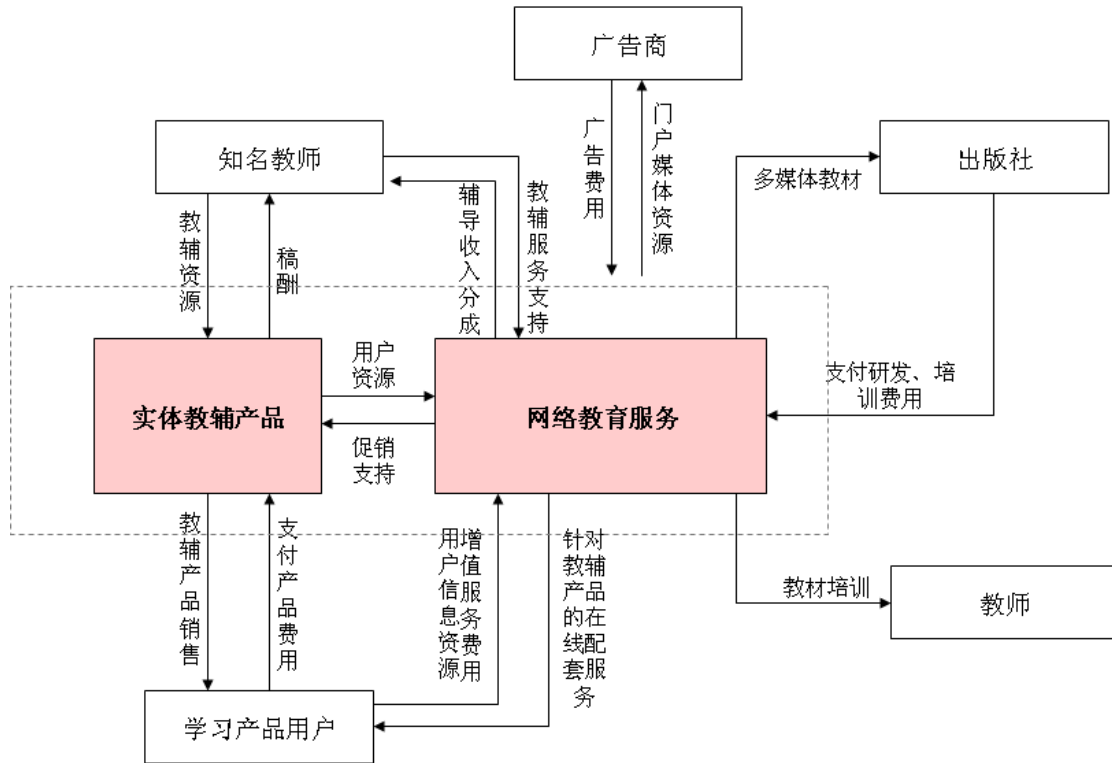 广告商
广告费用
门户媒体资源
知名教师
出版社
多媒体教材
教辅资源
稿酬
辅导收入分成
教辅服务支持
用户
资源
实体教辅产品
网络教育服务
支付研发、培
训费用
促销
支持
教辅产品销售
支付产品费用
用户信息资源
增值服务费用
针对
教辅
产品
的在
线配
套服
务
教材培训
教师
学习产品用户